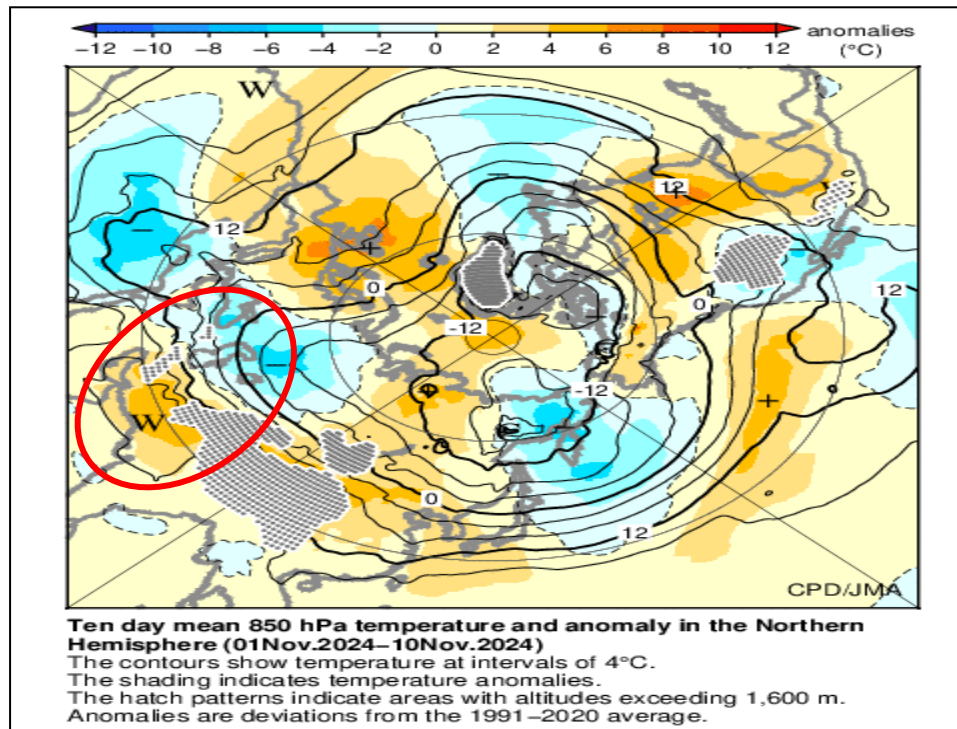 anomalies
−12 −10 −8 −6 −4 −2 0 2 4 6 8 10 12 (°C)
W
12
12
0
0
12
-12
-12
W
0
12
CPD/JMA
Ten day mean 850 hPa temperature and anomaly in the Northern
Hemisphere (01Nov.2024−10Nov.2024)
The contours show temperature at intervals of 4°C.
The shading indicates temperature anomalies.
The hatch patterns indicate areas with altitudes exceeding 1,600 m.
Anomalies are deviations from the 1991−2020 average.